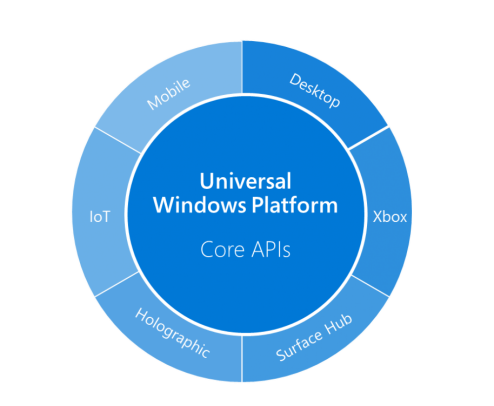 Universal
Windows Platform
Core APIs
Desktop
Xbox
Surface Hub
Holographic
IoT
Mobile